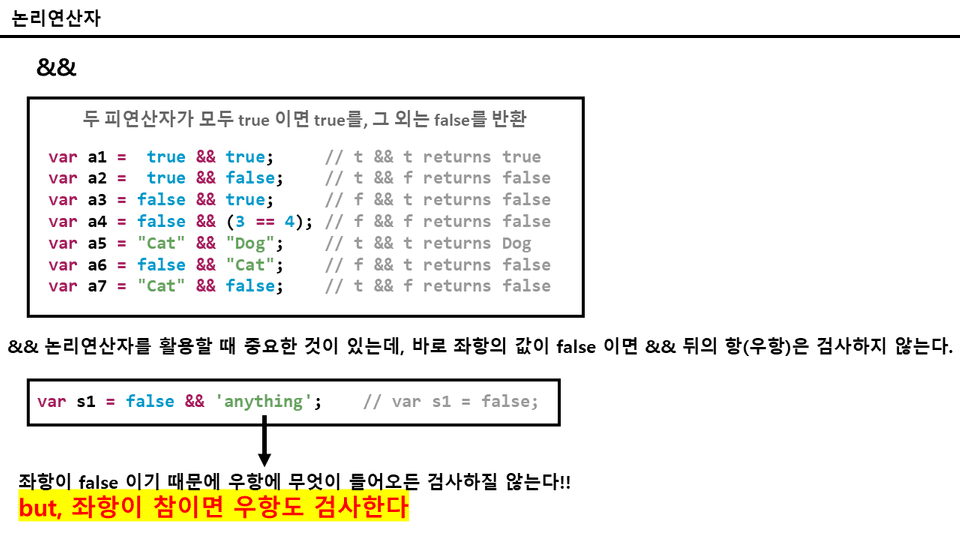 논리연산자
&&
두 피연산자가 모두 true 이면 true를, 그 외는 false를 반환
var a1 =  true && true;     // t && t returns true
var a2 =  true && false;    // t && f returns false
var a3 = false && true;     // f && t returns false
var a4 = false && (3 == 4); // f && f returns false
var a5 = "Cat" && "Dog";    // t && t returns Dog
var a6 = false && "Cat";    // f && t returns false
var a7 = "Cat" && false;    // t && f returns false
&& 논리연산자를 활용할 때 중요한 것이 있는데, 바로 좌항의 값이 false 이면 && 뒤의 항(우항)은 검사하지 않는다.
var s1 = false && 'anything';    // var s1 = false;
좌항이 false 이기 때문에 우항에 무엇이 들어오든 검사하질 않는다!!
but, 좌항이 참이면 우항도 검사한다